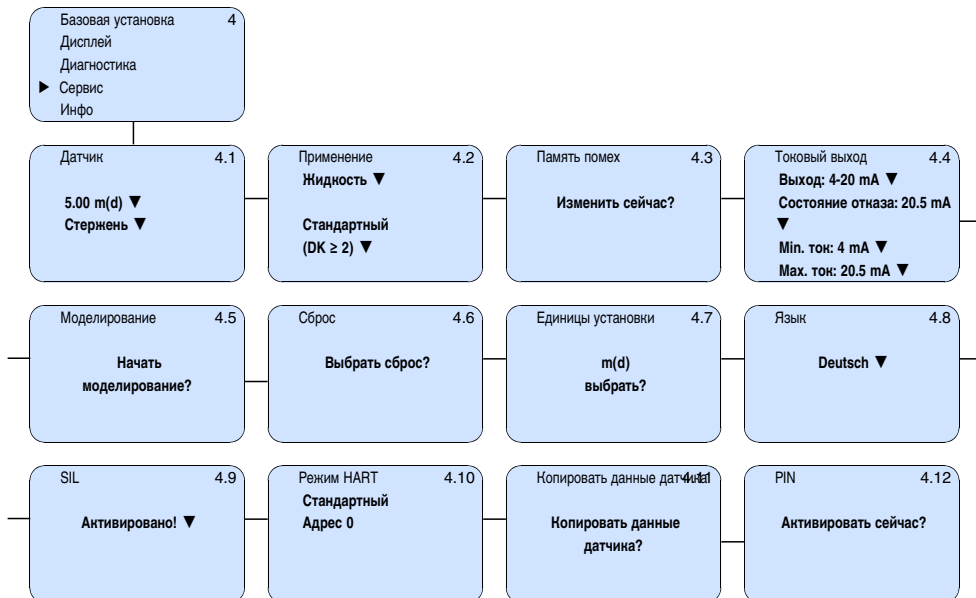 Базовая установка 4
Дисплей
Диагностика
▶ Сервис
Инфо
Датчик 4.1
5.00 m(d) ▼
Стержень ▼
Применение 4.2
Жидкость ▼
Стандартный
(DK ≥ 2) ▼
Память помех 4.3
Изменить сейчас?
Токовый выход 4.4
Выход: 4-20 mA ▼
Состояние отказа: 20.5 mA
▼
Min. ток: 4 mA ▼
Max. ток: 20.5 mA ▼
Моделирование 4.5
Начать
моделирование?
Сброс 4.6
Выбрать сброс?
Единицы установки 4.7
m(d)
выбрать?
Язык 4.8
Deutsch ▼
SIL 4.9
Активировано! ▼
Режим HART 4.10
Стандартный
Адрес 0
Копировать данные датчика 4.11
Копировать данные
датчика?
PIN 4.12
Активировать сейчас?